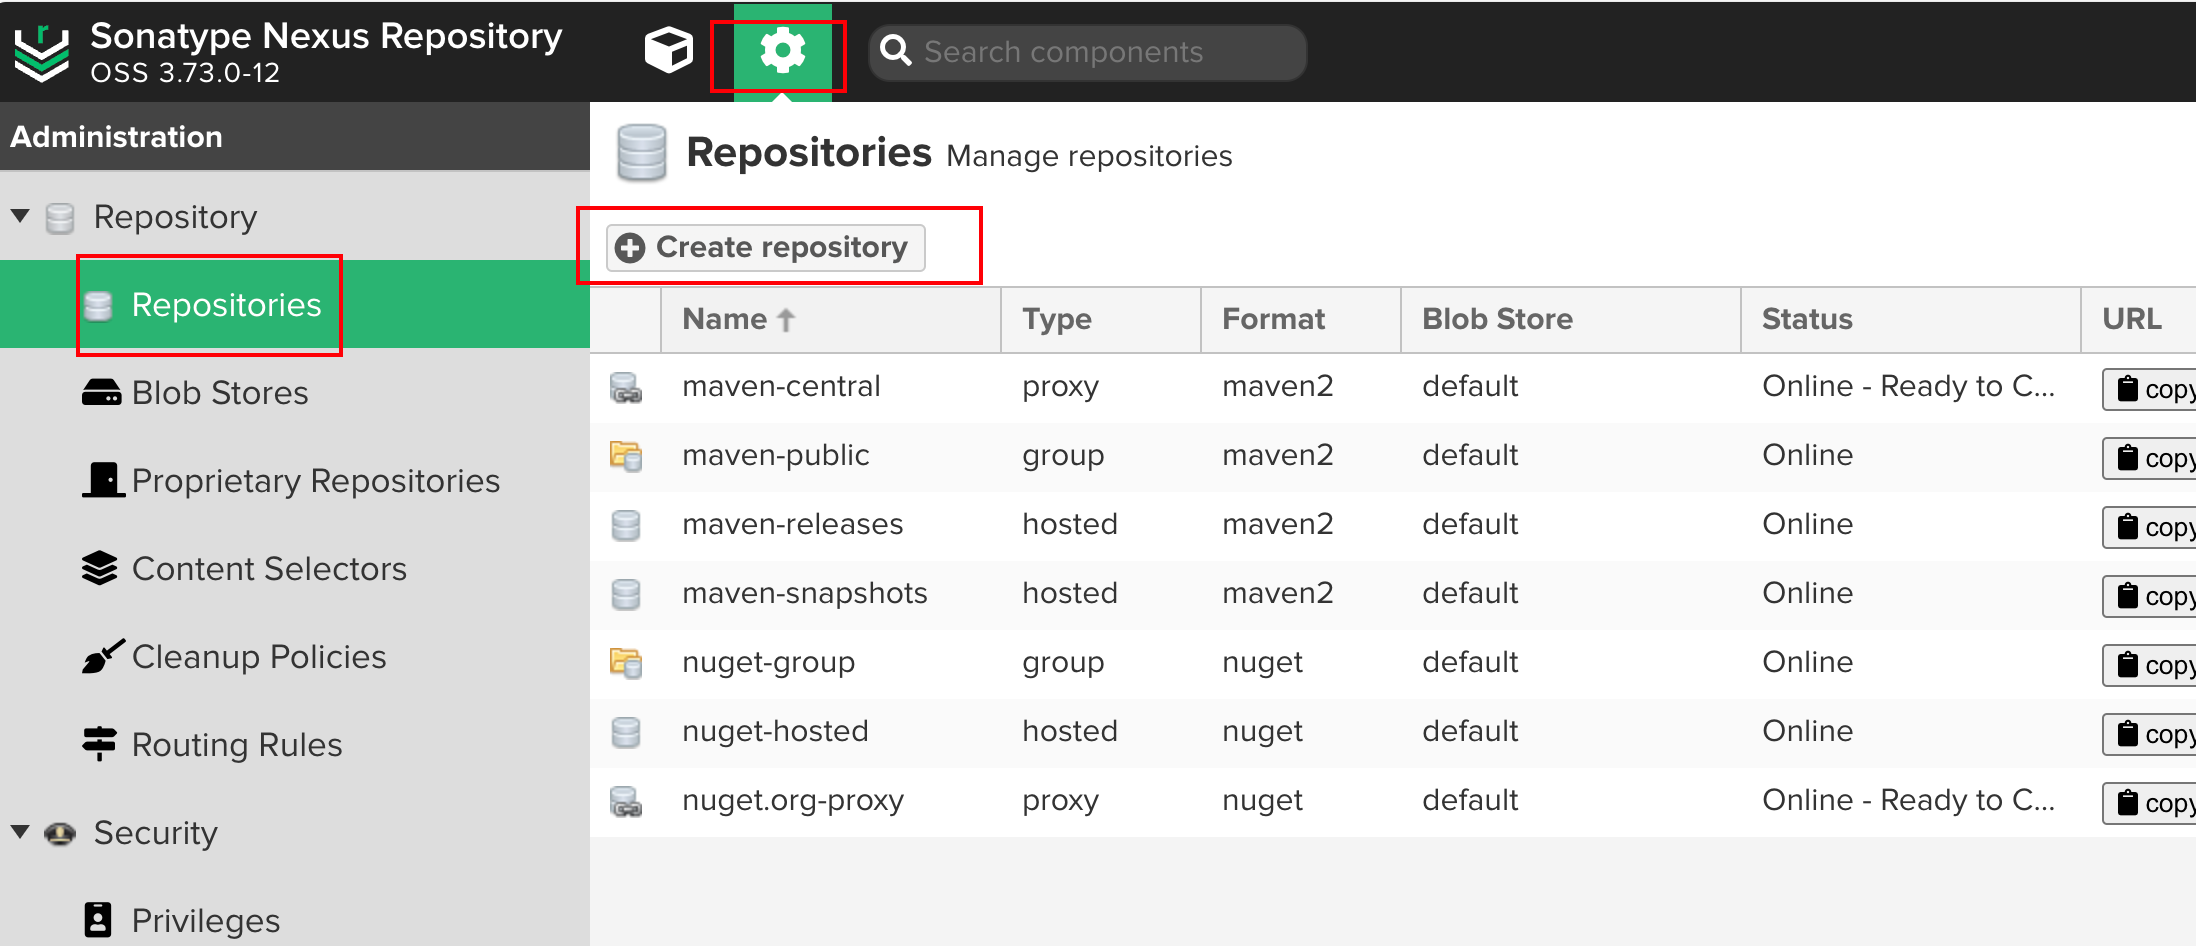 Sonatype Nexus Repository
OSS 3.73.0-12
Search components
Administration
Repository
Repositories
Blob Stores
Proprietary Repositories
Content Selectors
Cleanup Policies
Routing Rules
Security
Privileges
Repositories Manage repositories
Create repository
Name Type Format Blob Store Status URL
maven-central proxy maven2 default Online - Ready to C... copy
maven-public group maven2 default Online copy
maven-releases hosted maven2 default Online copy
maven-snapshots hosted maven2 default Online copy
nuget-group group nuget default Online copy
nuget-hosted hosted nuget default Online copy
nuget.org-proxy proxy nuget default Online - Ready to C... copy